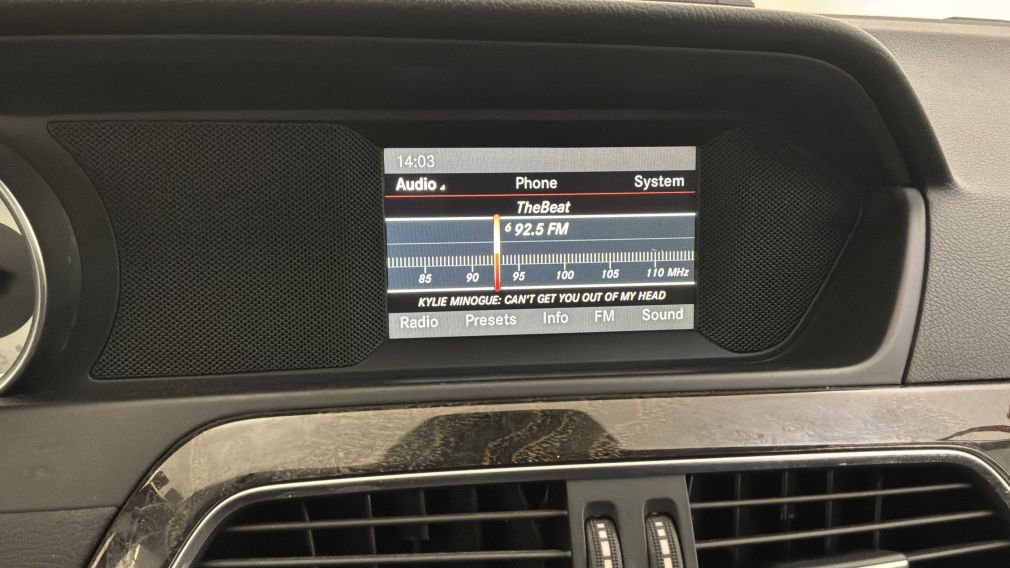 14:03
Audio Phone System
TheBeat
6 92.5 FM
85 90 95 100 105 110 MHz
KYLIE MINOGUE: CAN'T GET YOU OUT OF MY HEAD
Radio Presets Info FM Sound